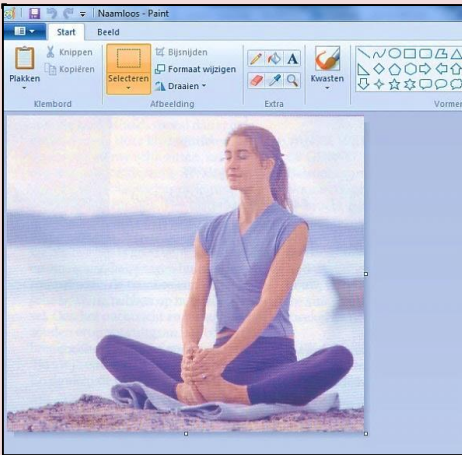 Naamloos - Paint
Start Beeld
Plakken
Knippen
Kopiëren
Klembord
Selecteren
Bijsnijden
Formaat wijzigen
Draaien
Afbeelding
A
Extra
Kwasten
Vormen